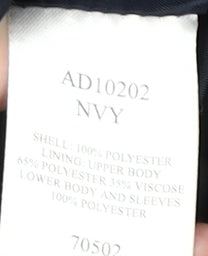 AD10202
NVY
SHELL: 100% POLYESTER
LINING: UPPER BODY
65% POLYESTER 35% VISCOSE
LOWER BODY AND SLEEVES
100% POLYESTER
70502